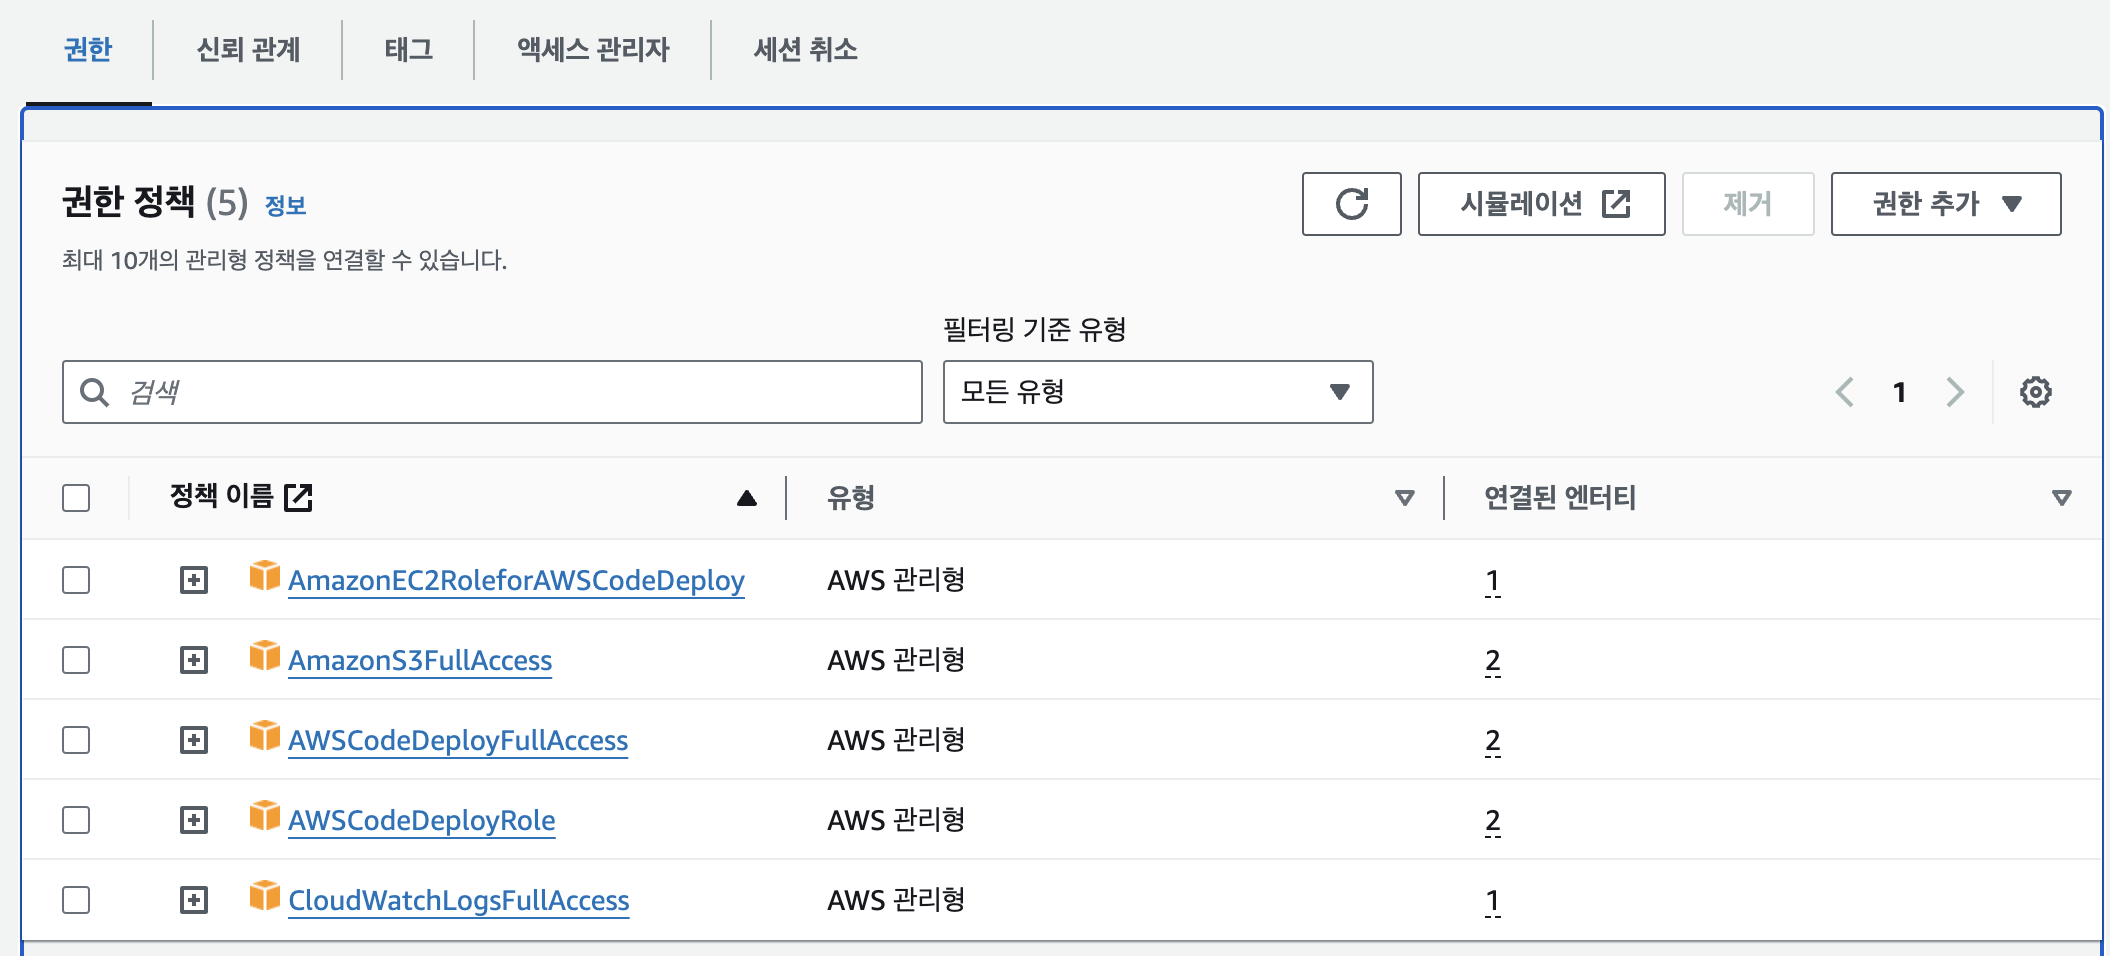 권한 신뢰 관계 태그 액세스 관리자 세션 취소
권한 정책 (5) 정보 시뮬레이션 제거 권한 추가
최대 10개의 관리형 정책을 연결할 수 있습니다.
필터링 기준 유형
검색 모든 유형 1
정책 이름 유형 연결된 엔터티
AmazonEC2RoleforAWSCodeDeploy AWS 관리형 1
AmazonS3FullAccess AWS 관리형 2
AWSCodeDeployFullAccess AWS 관리형 2
AWSCodeDeployRole AWS 관리형 2
CloudWatchLogsFullAccess AWS 관리형 1